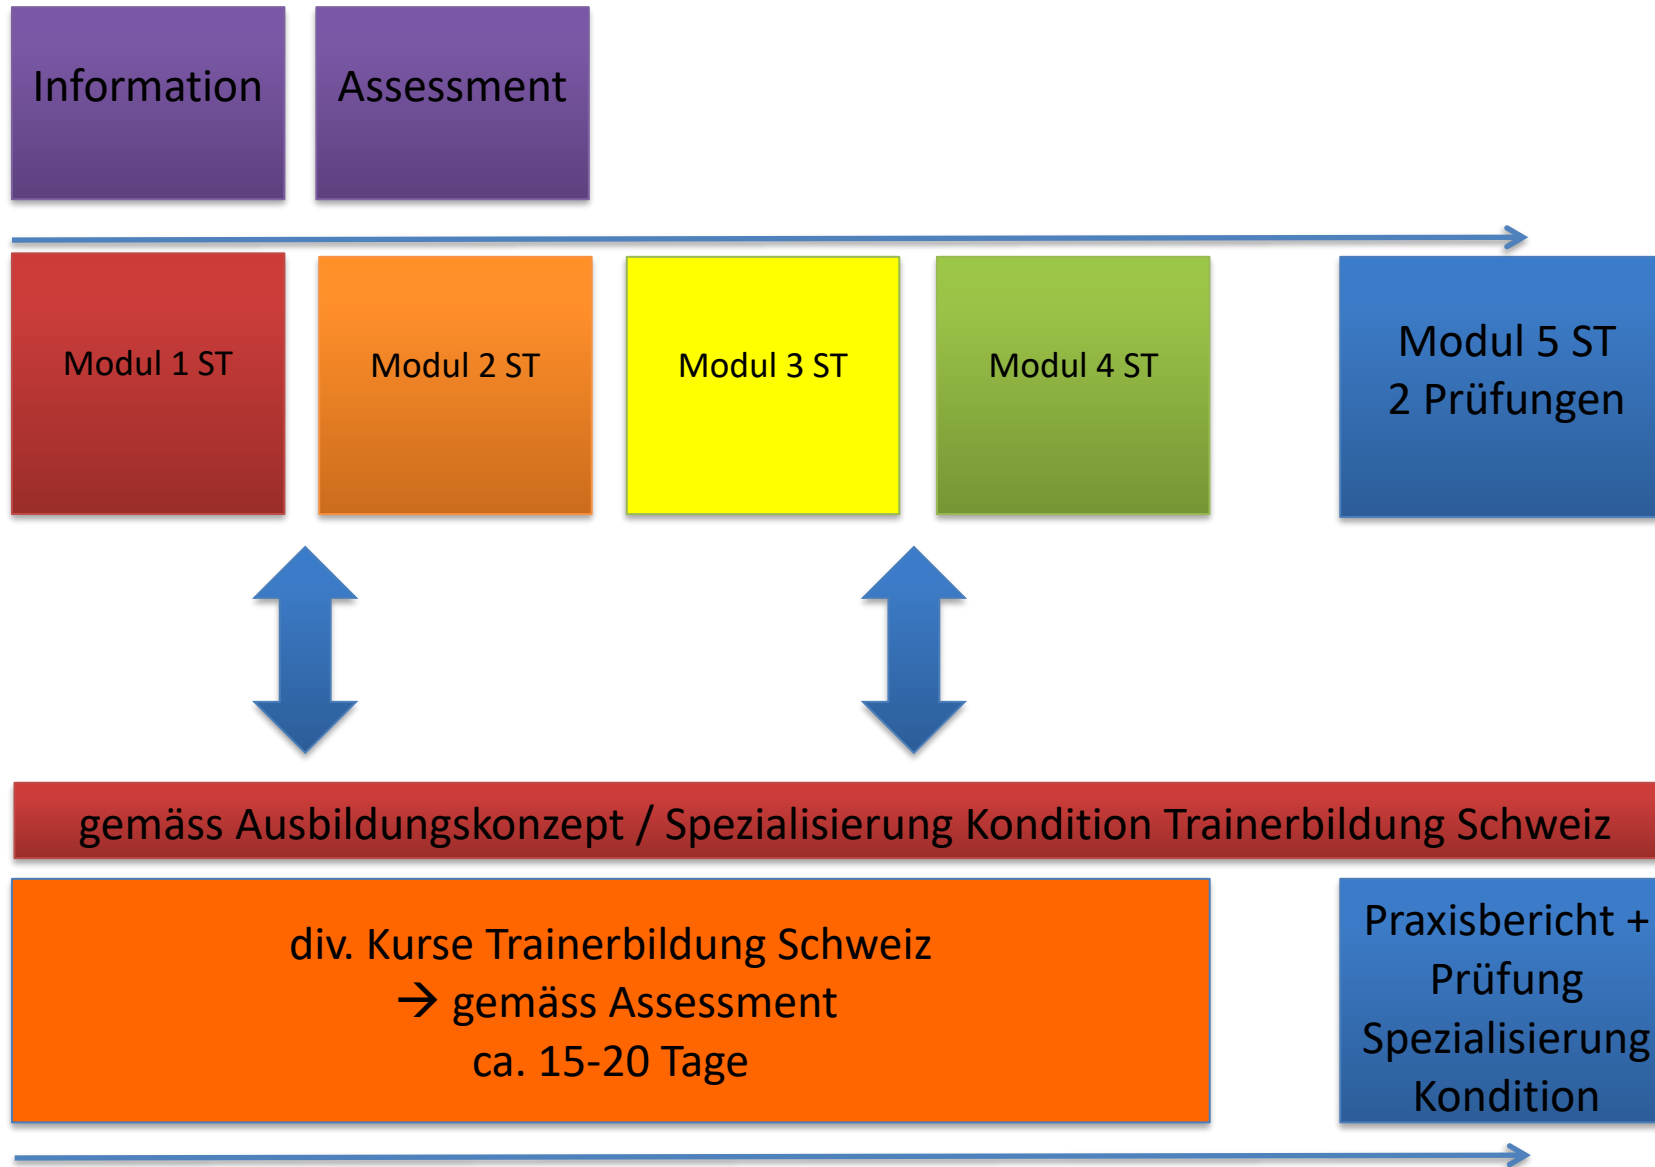 Information
Assessment
Modul 1 ST
Modul 2 ST
Modul 3 ST
Modul 4 ST
Modul 5 ST
2 Prüfungen
gemäss Ausbildungskonzept / Spezialisierung Kondition Trainerbildung Schweiz
div. Kurse Trainerbildung Schweiz
→ gemäss Assessment
ca. 15-20 Tage
Praxisbericht +
Prüfung
Spezialisierung
Kondition